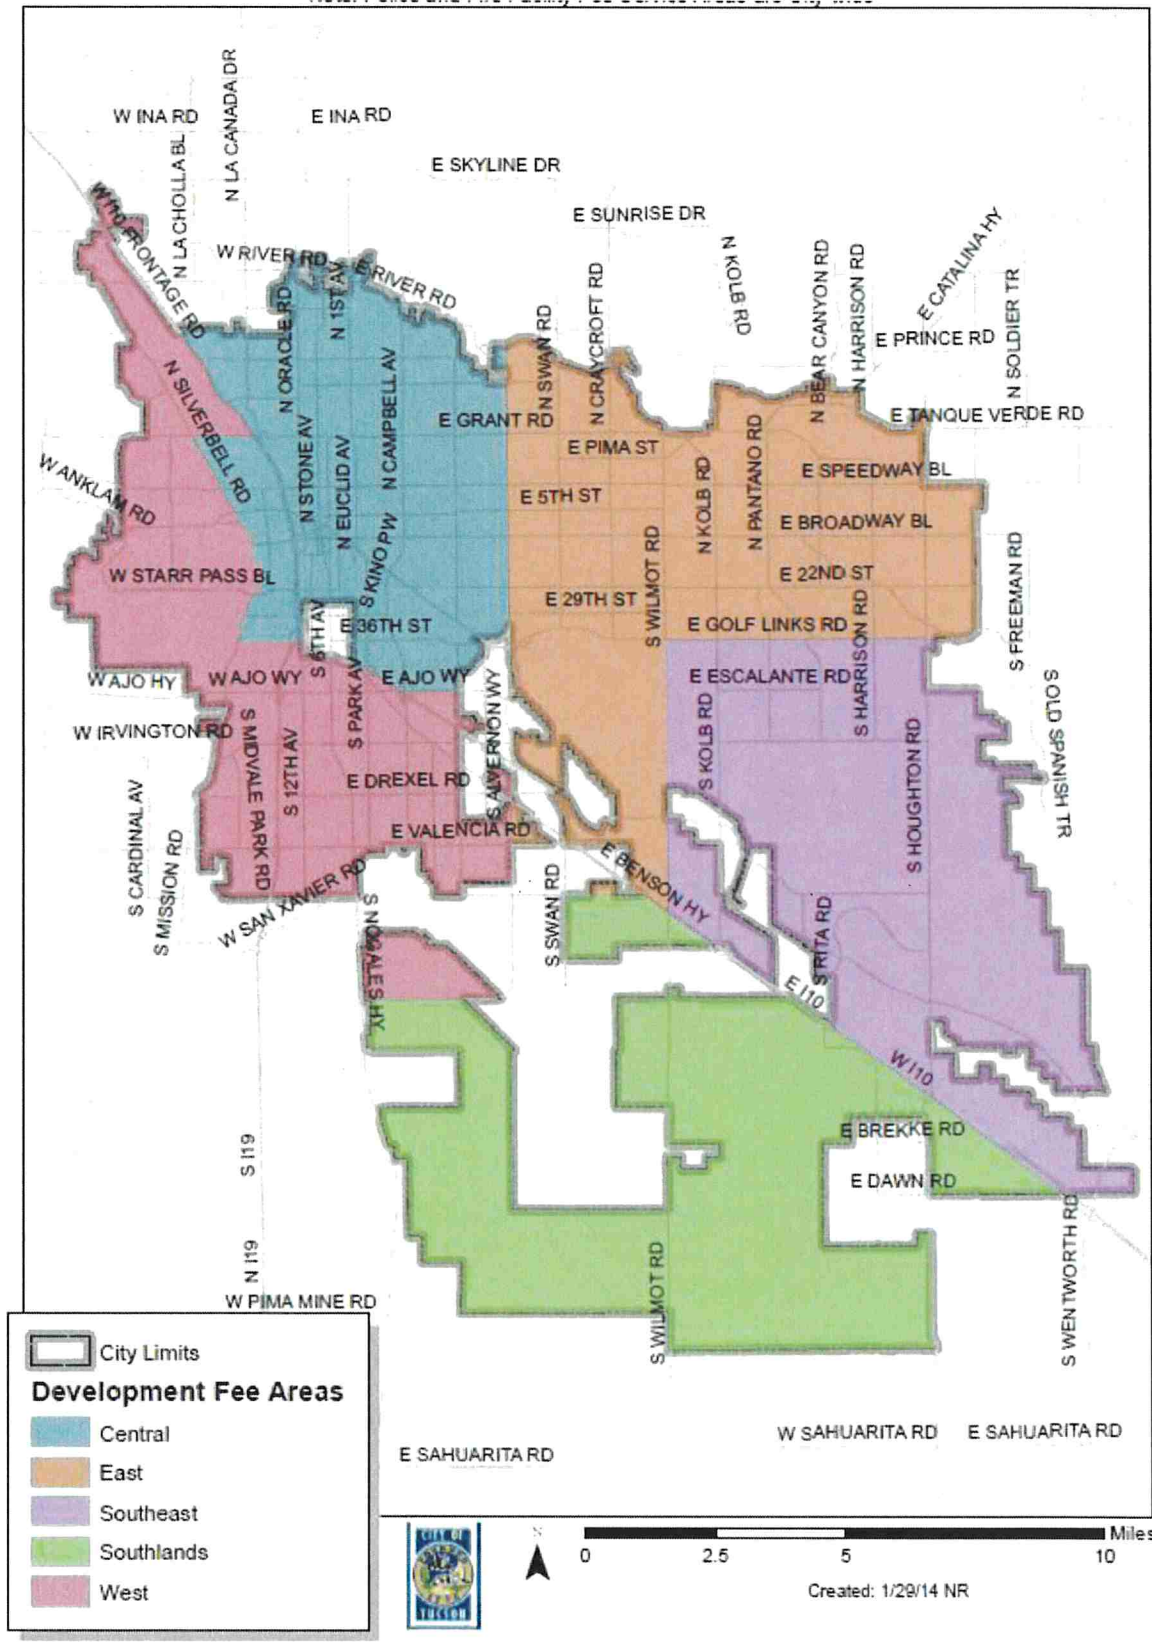 W INA RD
E INA RD
N LA CANADA DR
N LA CHOLLA BL
E SKYLINE DR
E SUNRISE DR
W I10 FRONTAGE RD
W RIVER RD
E RIVER RD
N 1ST AV
N ORACLE RD
N SWAN RD
N CRAYCROFT RD
N KOLB RD
BEAR CANYON RD
N
N HARRISON RD
E CATALINA HY
E PRINCE RD
N SOLDIER TR
N SILVERBELL RD
N CAMPBELL AV
E GRANT RD
E TANQUE VERDE RD
E PIMA ST
N STONE AV
N EUCLID AV
N PANTANO RD
E SPEEDWAY BL
W ANKLAM RD
E 5TH ST
N KOLB RD
E BROADWAY BL
S KINO PW
S WILMOT RD
W STARR PASS BL
E 22ND ST
E 29TH ST
S FREEMAN RD
E 36TH ST
E GOLF LINKS RD
S 6TH AV
W AJO HY
W AJO WY
E AJO WY
E ESCALANTE RD
S HARRISON RD
S PARK AV
S ALVERNON WY
S KOLB RD
S OLD SPANISH TR
W IRVINGTON RD
S MIDVALE PARK RD
S 12TH AV
E DREXEL RD
S HOUGHTON RD
S CARDINAL AV
S MISSION RD
E VALENCIA RD
E BENSON HY
W SAN XAVIER RD
S SWAN RD
S RITA RD
S NOGALES HY
E I10
W I10
E BREKKE RD
S I19
E DAWN RD
N I19
S WILMOT RD
S WENTWORTH RD
W PIMA MINE RD
City Limits
Development Fee Areas
Central
East
Southeast
Southlands
West
E SAHUARITA RD
W SAHUARITA RD
E SAHUARITA RD
CITY OF
TUCSON
N
0
2.5
5
10
Miles
Created: 1/29/14 NR